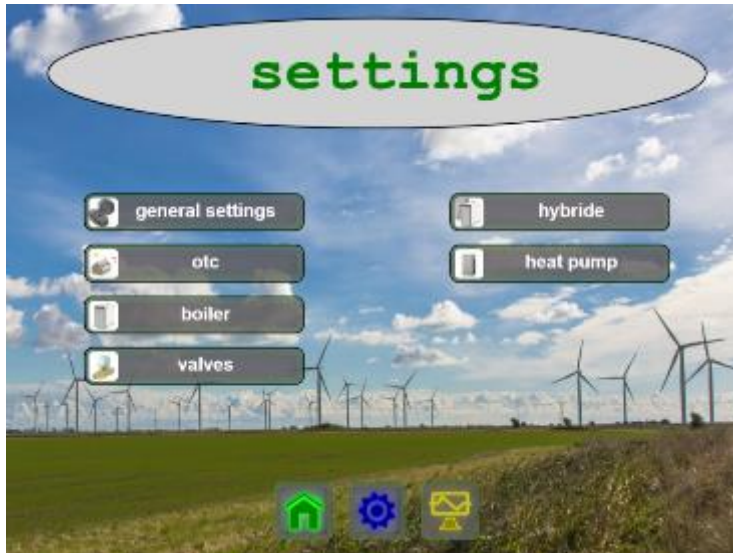 settings
general settings
otc
boiler
valves
hybride
heat pump